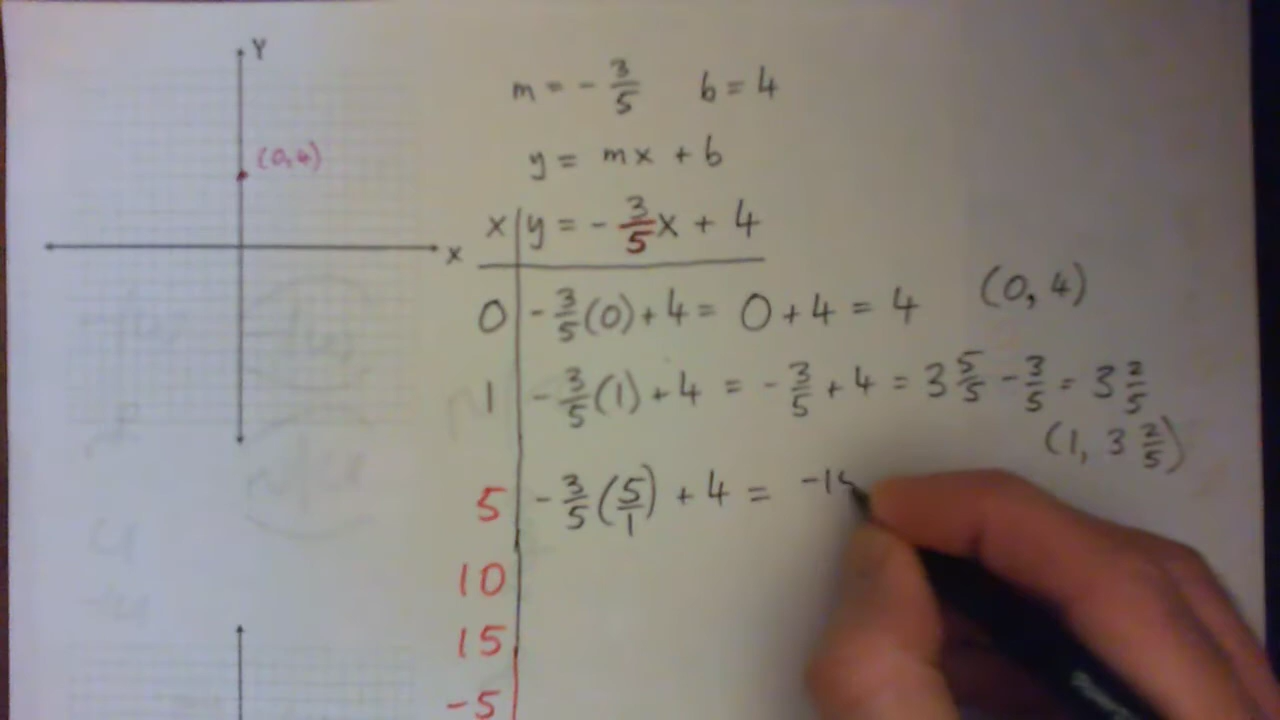 Y
(0,4)
x
m = - 3/5 b = 4
y = mx + b
x | y = - 3/5 x + 4
0 | - 3/5 (0) + 4 = 0 + 4 = 4 (0, 4)
1 | - 3/5 (1) + 4 = - 3/5 + 4 = 3 5/5 - 3/5 = 3 2/5
(1, 3 2/5)
5 | - 3/5 (5/1) + 4 = -15
10
15
-5